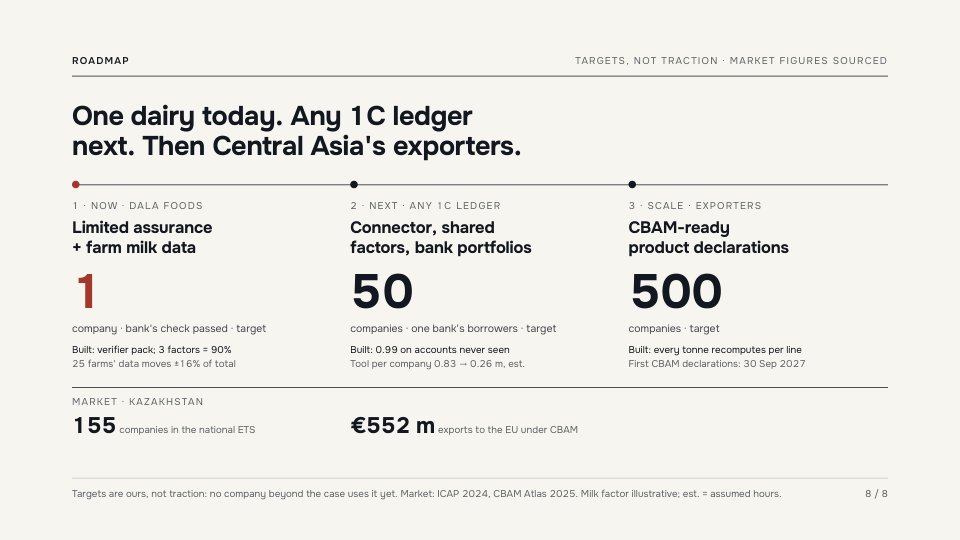 ROADMAP
TARGETS, NOT TRACTION · MARKET FIGURES SOURCED
One dairy today. Any 1C ledger
next. Then Central Asia's exporters.
1 · NOW · DALA FOODS
Limited assurance
+ farm milk data
1
company · bank's check passed · target
Built: verifier pack; 3 factors = 90%
25 farms' data moves ±16% of total
2 · NEXT · ANY 1C LEDGER
Connector, shared
factors, bank portfolios
50
companies · one bank's borrowers · target
Built: 0.99 on accounts never seen
Tool per company 0.83 → 0.26 m, est.
3 · SCALE · EXPORTERS
CBAM-ready
product declarations
500
companies · target
Built: every tonne recomputes per line
First CBAM declarations: 30 Sep 2027
MARKET · KAZAKHSTAN
155 companies in the national ETS
€552 m exports to the EU under CBAM
Targets are ours, not traction: no company beyond the case uses it yet. Market: ICAP 2024, CBAM Atlas 2025. Milk factor illustrative; est. = assumed hours.
8 / 8